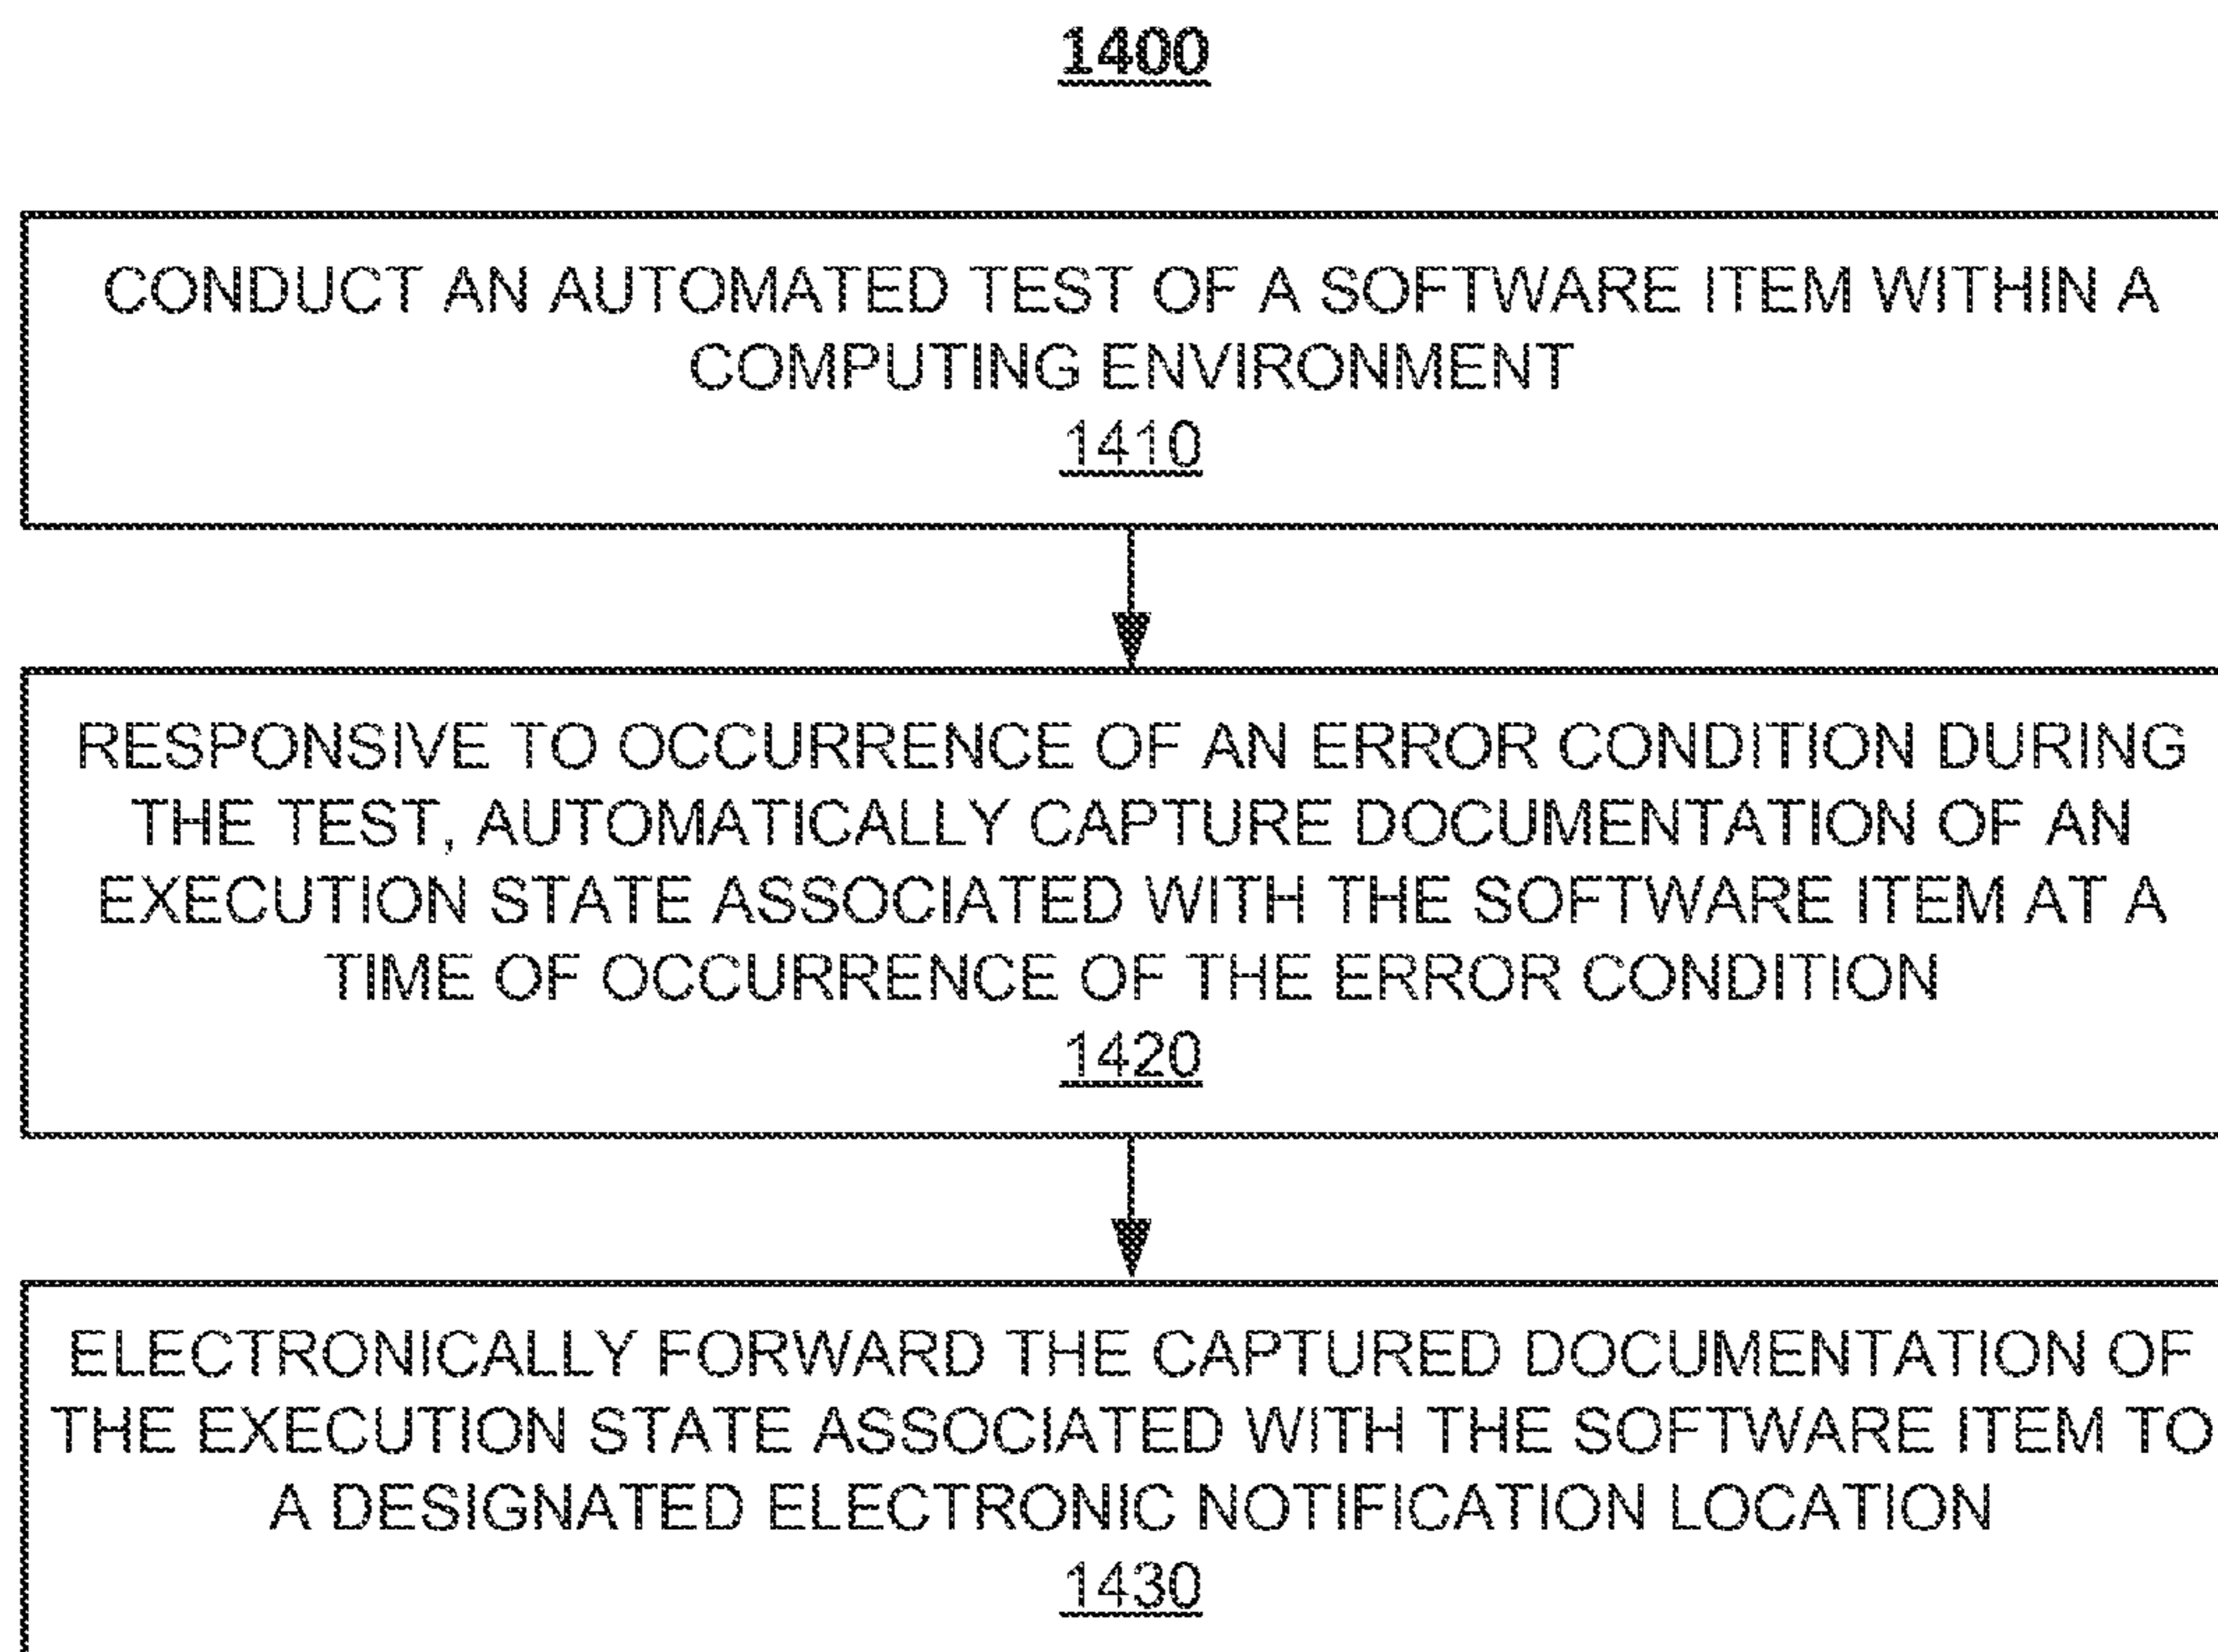 1400
CONDUCT AN AUTOMATED TEST OF A SOFTWARE ITEM WITHIN A
COMPUTING ENVIRONMENT
1410
RESPONSIVE TO OCCURRENCE OF AN ERROR CONDITION DURING
THE TEST, AUTOMATICALLY CAPTURE DOCUMENTATION OF AN
EXECUTION STATE ASSOCIATED WITH THE SOFTWARE ITEM AT A
TIME OF OCCURRENCE OF THE ERROR CONDITION
1420
ELECTRONICALLY FORWARD THE CAPTURED DOCUMENTATION OF
THE EXECUTION STATE ASSOCIATED WITH THE SOFTWARE ITEM TO
A DESIGNATED ELECTRONIC NOTIFICATION LOCATION
1430